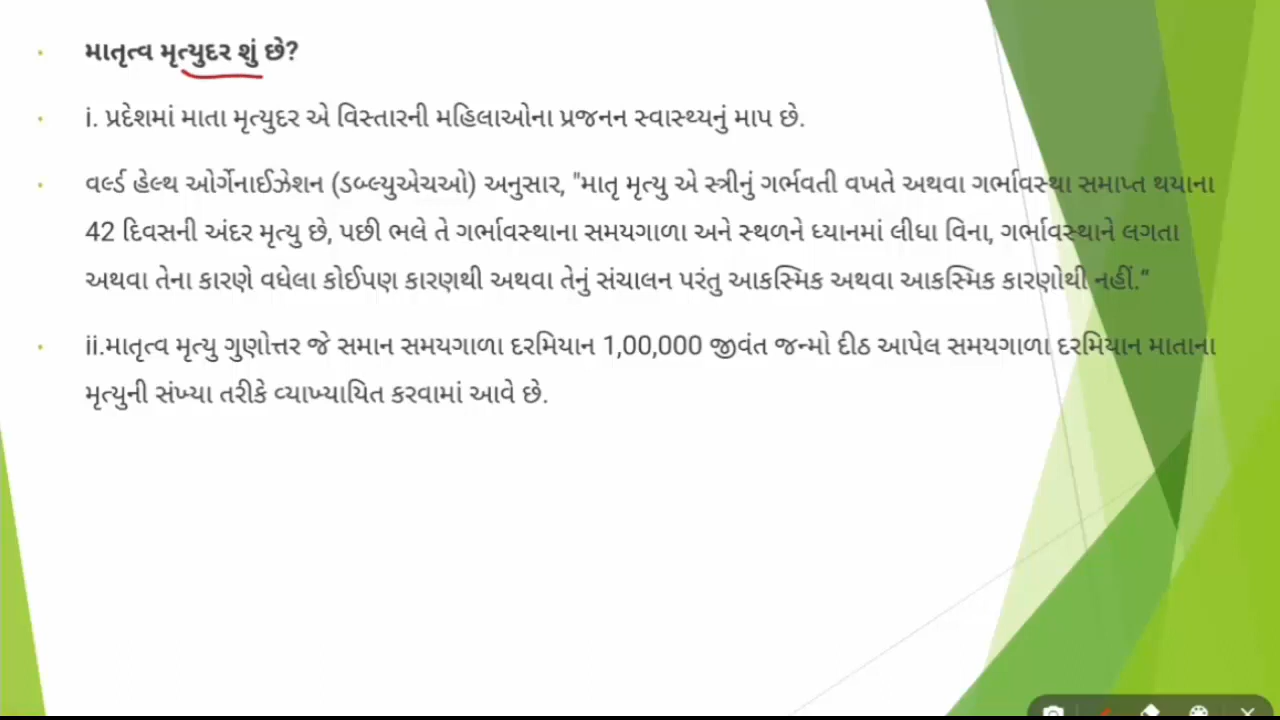 માતૃત્વ મૃત્યુદર શું છે?
i. પ્રદેશમાં માતા મૃત્યુદર એ વિસ્તારની મહિલાઓના પ્રજનન સ્વાસ્થ્યનું માપ છે.
વર્લ્ડ હેલ્થ ઓર્ગેનાઈઝેશન (ડબ્લ્યુએચઓ) અનુસાર, "માતૃ મૃત્યુ એ સ્ત્રીનું ગર્ભવતી વખતે અથવા ગર્ભાવસ્થા સમાપ્ત થયાના
42 દિવસની અંદર મૃત્યુ છે, પછી ભલે તે ગર્ભાવસ્થાના સમયગાળા અને સ્થળને ધ્યાનમાં લીધા વિના, ગર્ભાવસ્થાને લગતા
અથવા તેના કારણે વધેલા કોઈપણ કારણથી અથવા તેનું સંચાલન પરંતુ આકસ્મિક અથવા આકસ્મિક કારણોથી નહીં."
ii.માતૃત્વ મૃત્યુ ગુણોત્તર જે સમાન સમયગાળા દરમિયાન 1,00,000 જીવંત જન્મો દીઠ આપેલ સમયગાળા દરમિયાન માતાના
મૃત્યુની સંખ્યા તરીકે વ્યાખ્યાયિત કરવામાં આવે છે.